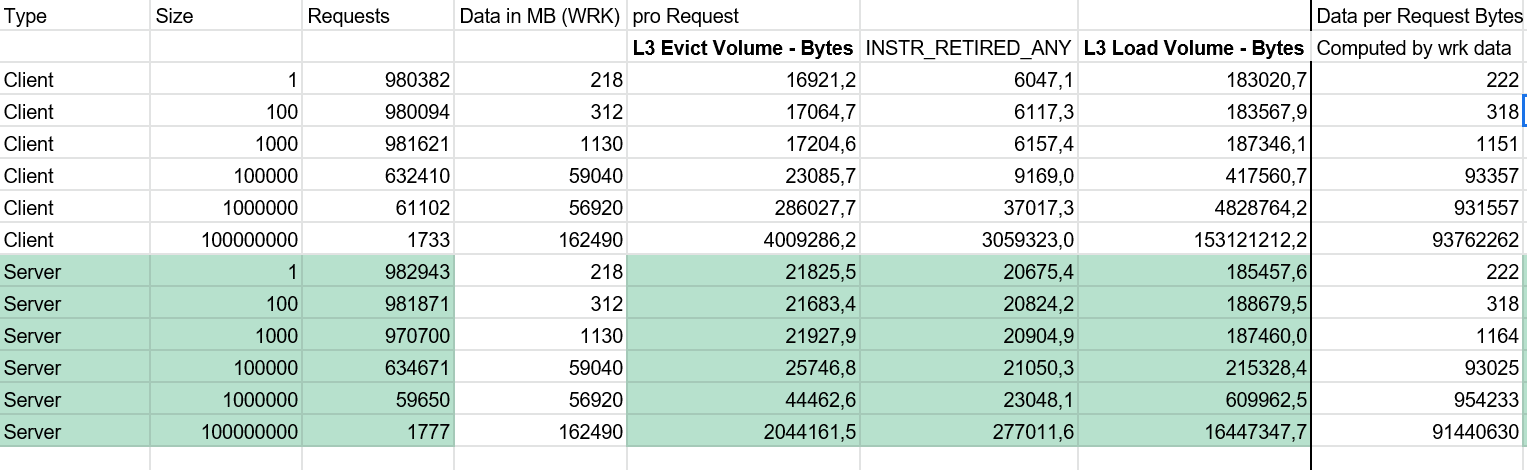 Type Size Requests Data in MB (WRK) pro Request Data per Request Bytes
L3 Evict Volume - Bytes INSTR_RETIRED_ANY L3 Load Volume - Bytes Computed by wrk data
Client 1 980382 218 16921,2 6047,1 183020,7 222
Client 100 980094 312 17064,7 6117,3 183567,9 318
Client 1000 981621 1130 17204,6 6157,4 187346,1 1151
Client 100000 632410 59040 23085,7 9169,0 417560,7 93357
Client 1000000 61102 56920 286027,7 37017,3 4828764,2 931557
Client 100000000 1733 162490 4009286,2 3059323,0 153121212,2 93762262
Server 1 982943 218 21825,5 20675,4 185457,6 222
Server 100 981871 312 21683,4 20824,2 188679,5 318
Server 1000 970700 1130 21927,9 20904,9 187460,0 1164
Server 100000 634671 59040 25746,8 21050,3 215328,4 93025
Server 1000000 59650 56920 44462,6 23048,1 609962,5 954233
Server 100000000 1777 162490 2044161,5 277011,6 16447347,7 91440630